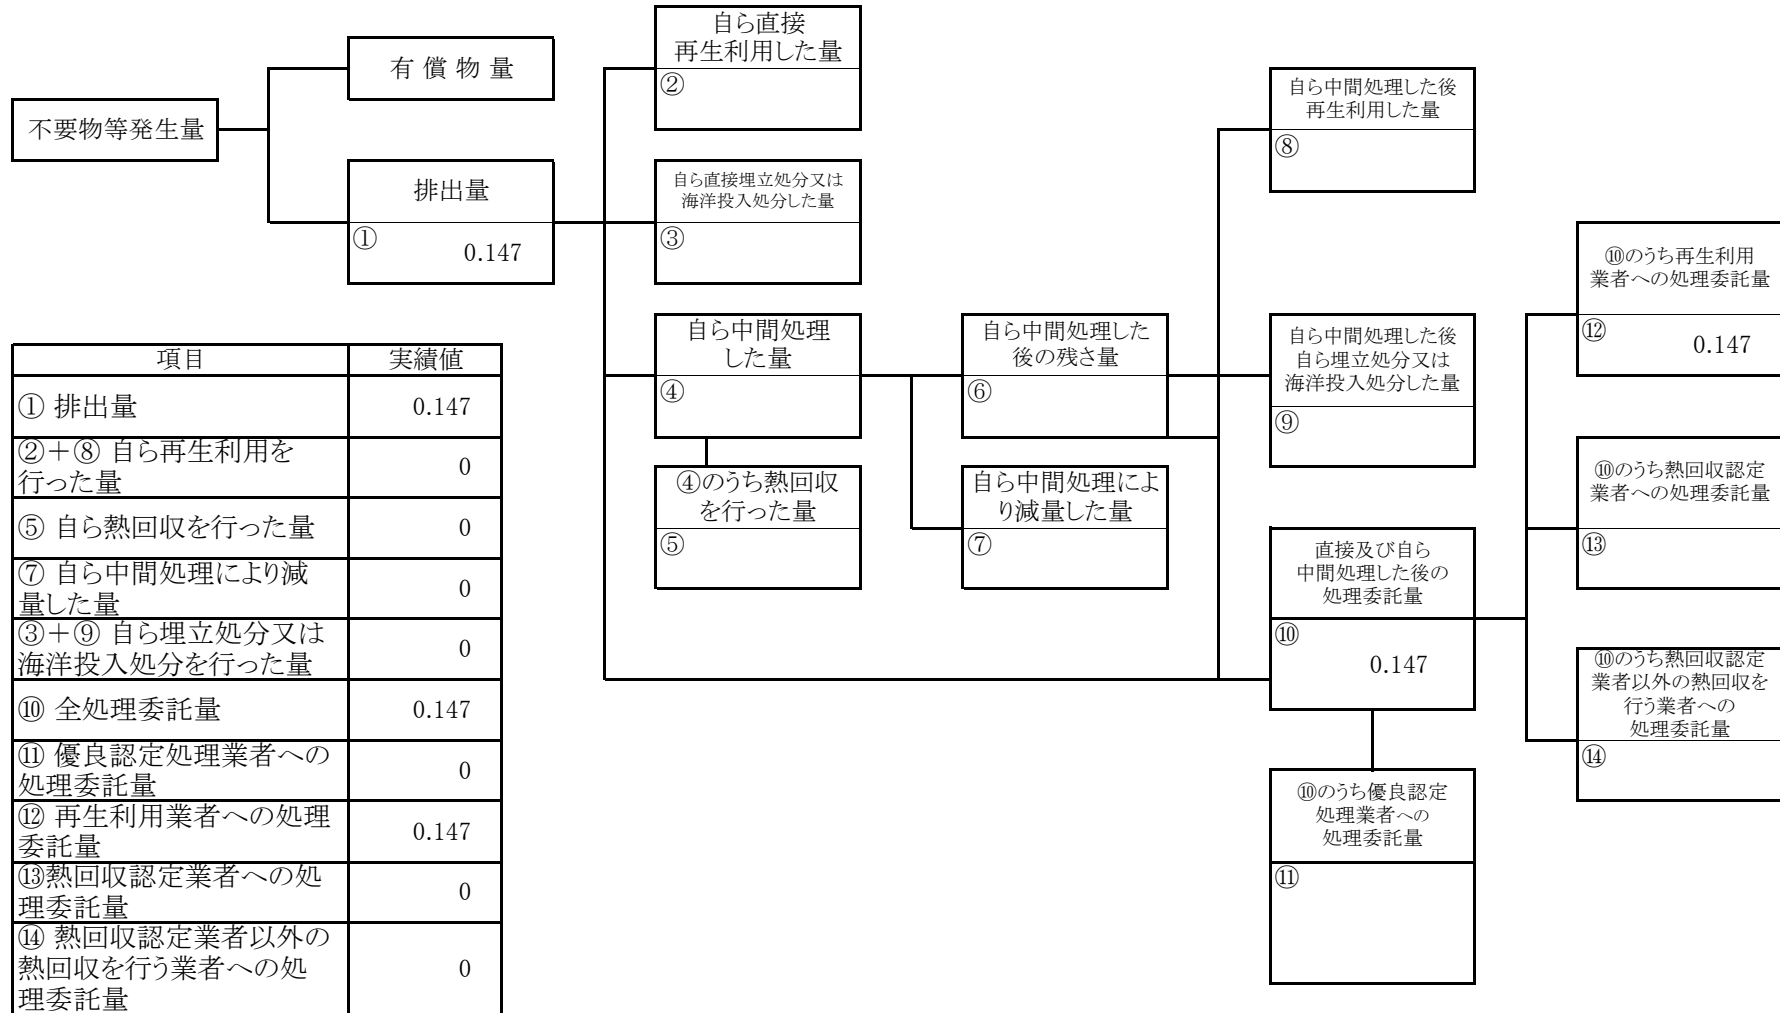 不要物等発生量
有 償 物 量
排出量
①
0.147
自ら直接
再生利用した量
②
自ら直接埋立処分又は
海洋投入処分した量
③
自ら中間処理
した量
④
④のうち熱回収
を行った量
⑤
自ら中間処理した
後の残さ量
⑥
自ら中間処理によ
り減量した量
⑦
自ら中間処理した後
再生利用した量
⑧
自ら中間処理した後
自ら埋立処分又は
海洋投入処分した量
⑨
直接及び自ら
中間処理した後の
処理委託量
⑩
0.147
⑩のうち優良認定
処理業者への
処理委託量
⑪
⑩のうち再生利用
業者への処理委託量
⑫
0.147
⑩のうち熱回収認定
業者への処理委託量
⑬
⑩のうち熱回収認定
業者以外の熱回収を
行う業者への
処理委託量
⑭
項目 実績値
① 排出量 0.147
②＋⑧ 自ら再生利用を
行った量 0
⑤ 自ら熱回収を行った量 0
⑦ 自ら中間処理により減
量した量 0
③＋⑨ 自ら埋立処分又は
海洋投入処分を行った量 0
⑩ 全処理委託量 0.147
⑪ 優良認定処理業者への
処理委託量 0
⑫ 再生利用業者への処理
委託量 0.147
⑬熱回収認定業者への処
理委託量 0
⑭ 熱回収認定業者以外の
熱回収を行う業者への処 0
理委託量